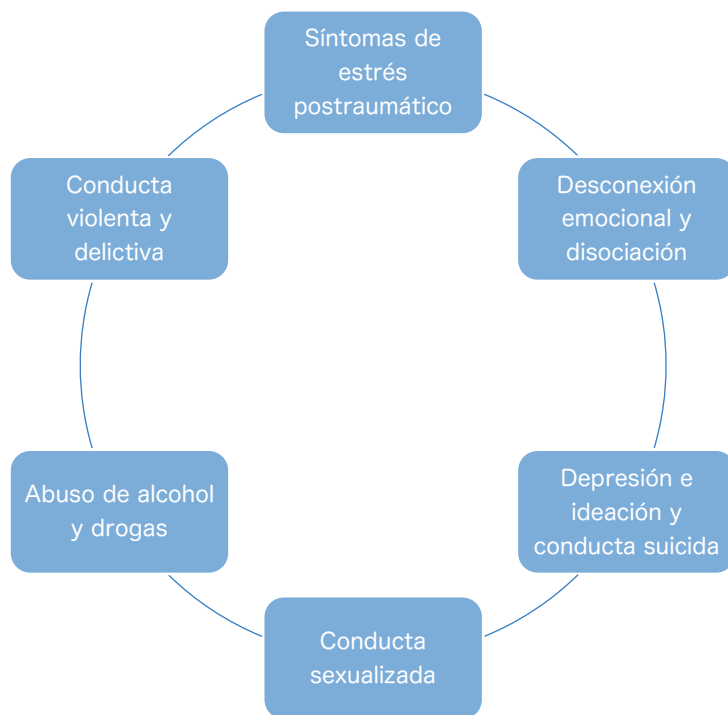 Síntomas de
estrés
postraumático
Desconexión
emocional y
disociación
Depresión e
ideación y
conducta suicida
Conducta
sexualizada
Abuso de alcohol
y drogas
Conducta
violenta y
delictiva